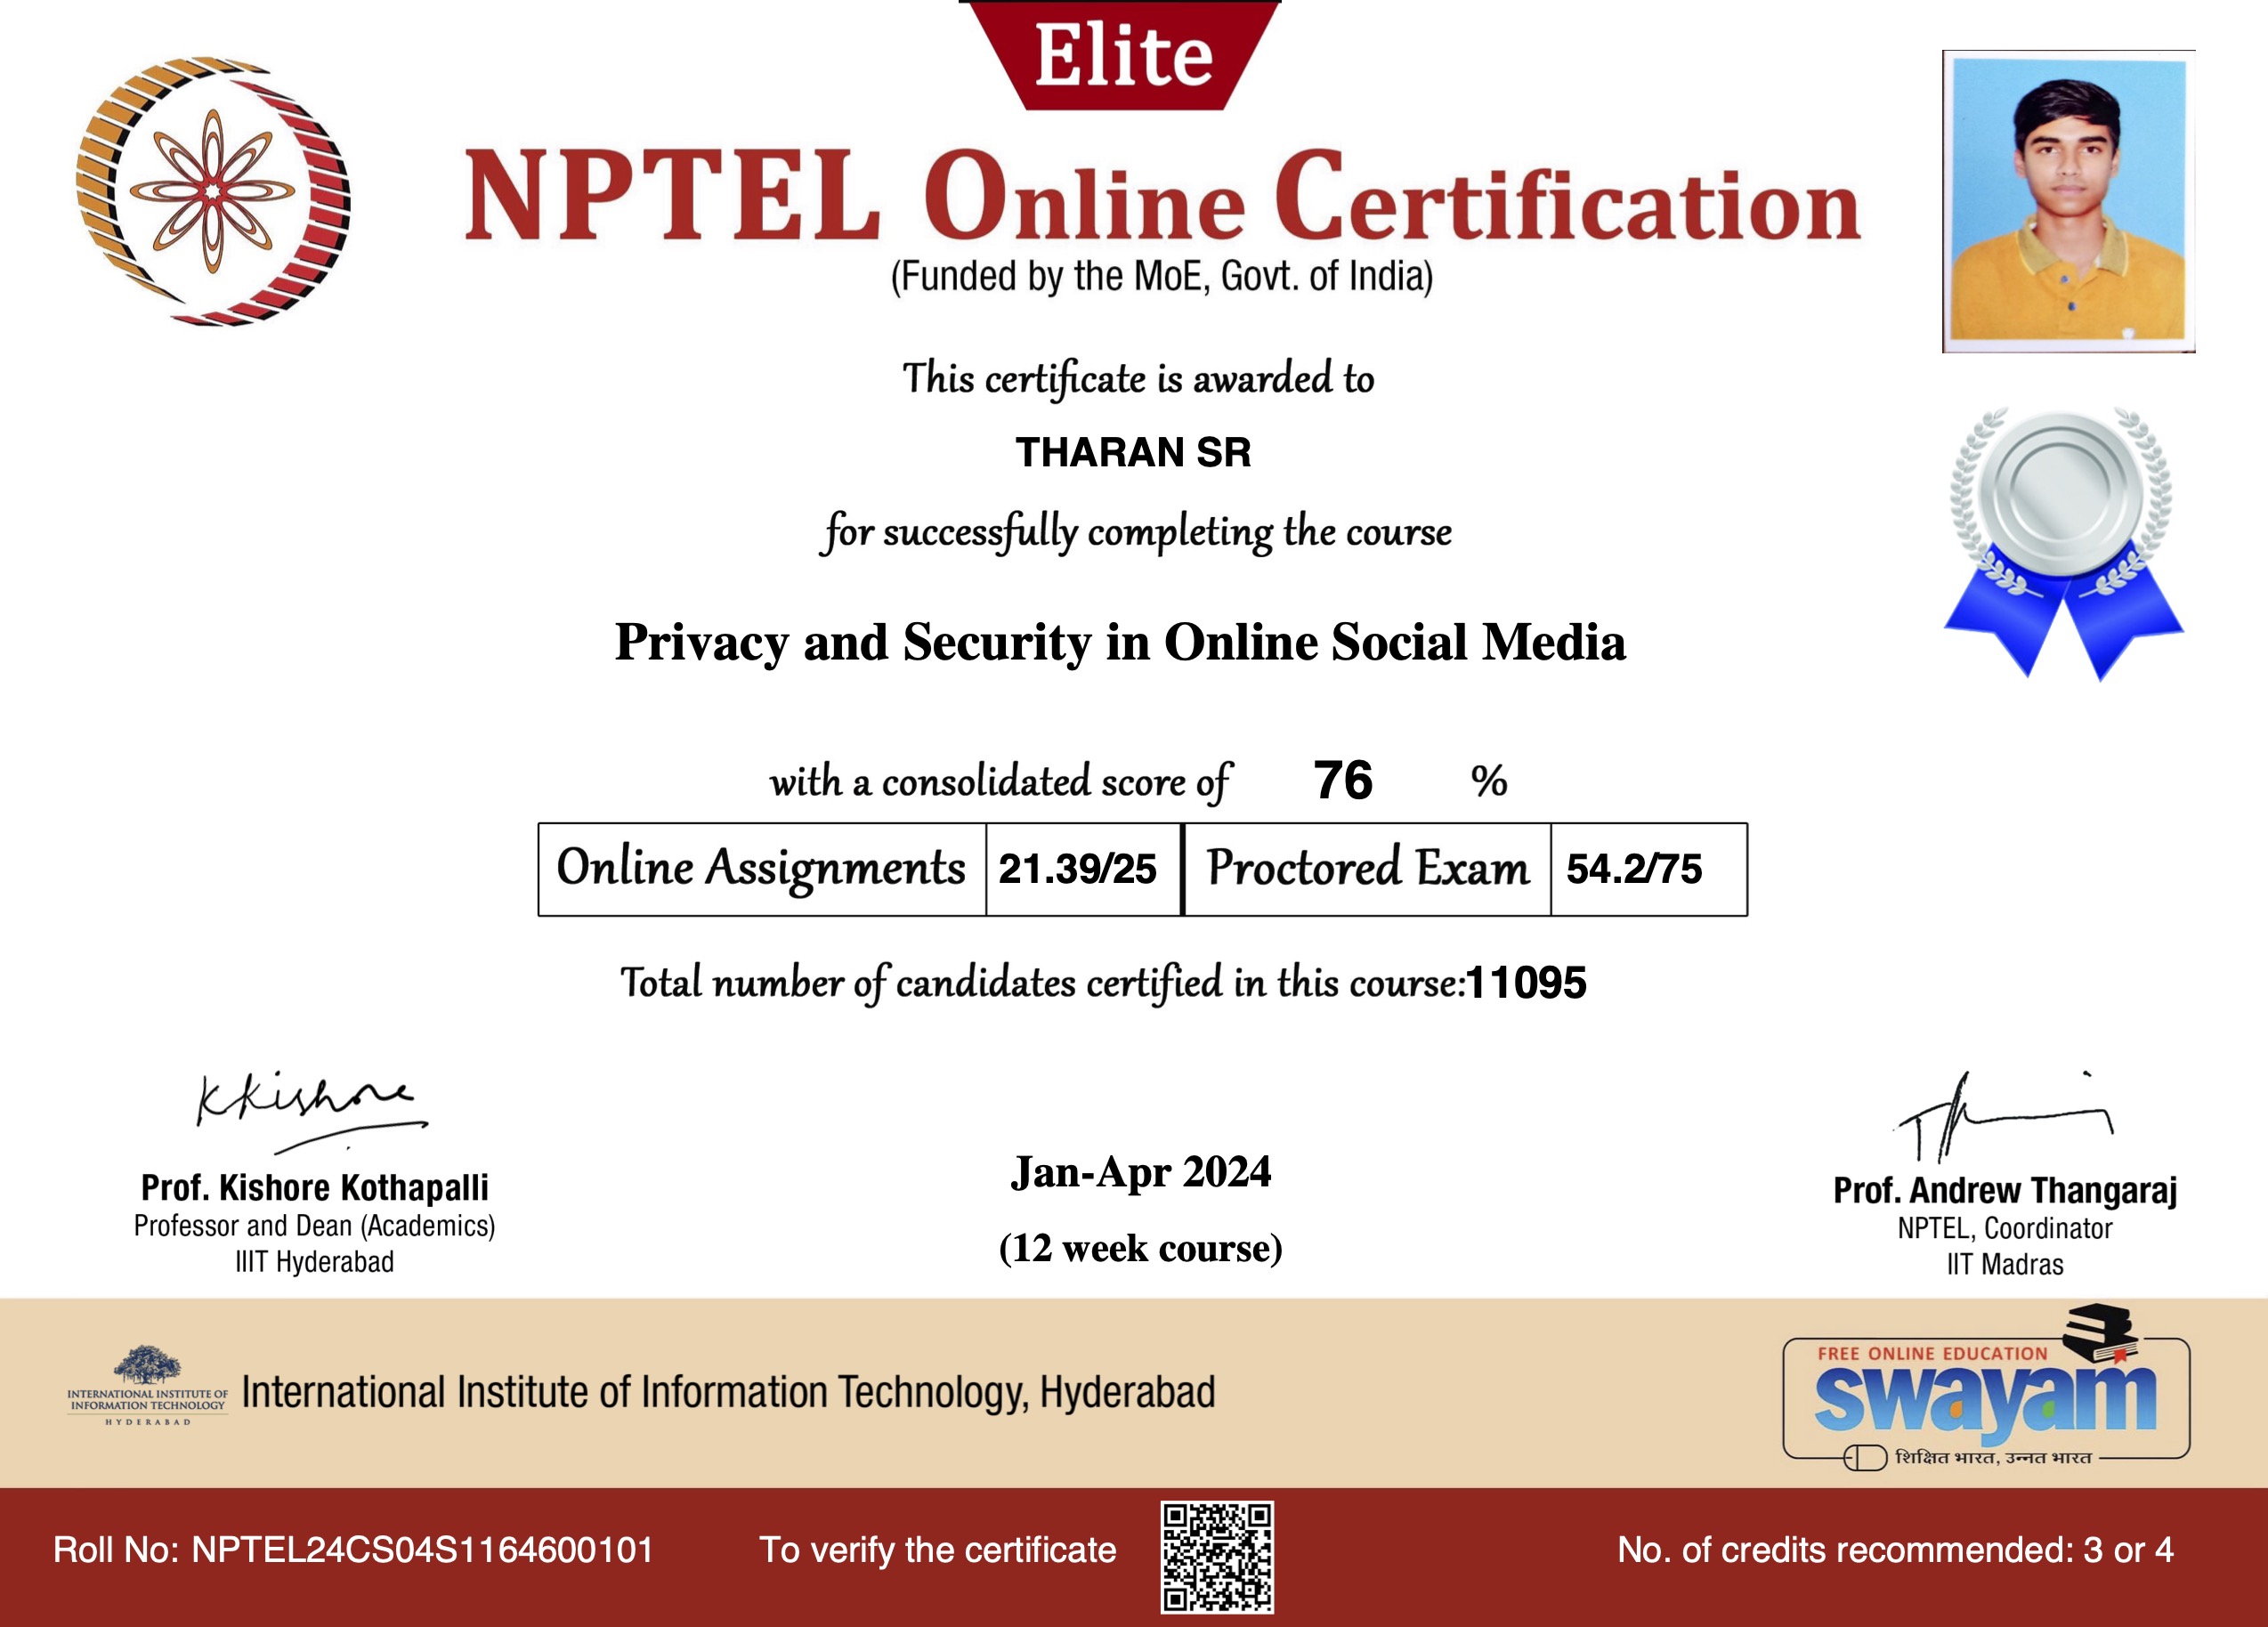 Elite
NPTEL Online Certification
(Funded by the MoE, Govt. of India)
This certificate is awarded to
THARAN SR
for successfully completing the course
Privacy and Security in Online Social Media
with a consolidated score of 76 %
Online Assignments 21.39/25 Proctored Exam 54.2/75
Total number of candidates certified in this course:11095
KKishore
Prof. Kishore Kothapalli
Professor and Dean (Academics)
IIIT Hyderabad
Jan-Apr 2024
(12 week course)
Prof. Andrew Thangaraj
NPTEL, Coordinator
IIT Madras
INTERNATIONAL INSTITUTE OF
INFORMATION TECHNOLOGY
HYDERABAD
International Institute of Information Technology, Hyderabad
FREE ONLINE EDUCATION
swayam
शिक्षित भारत, उन्नत भारत
Roll No: NPTEL24CS04S1164600101
To verify the certificate
No. of credits recommended: 3 or 4